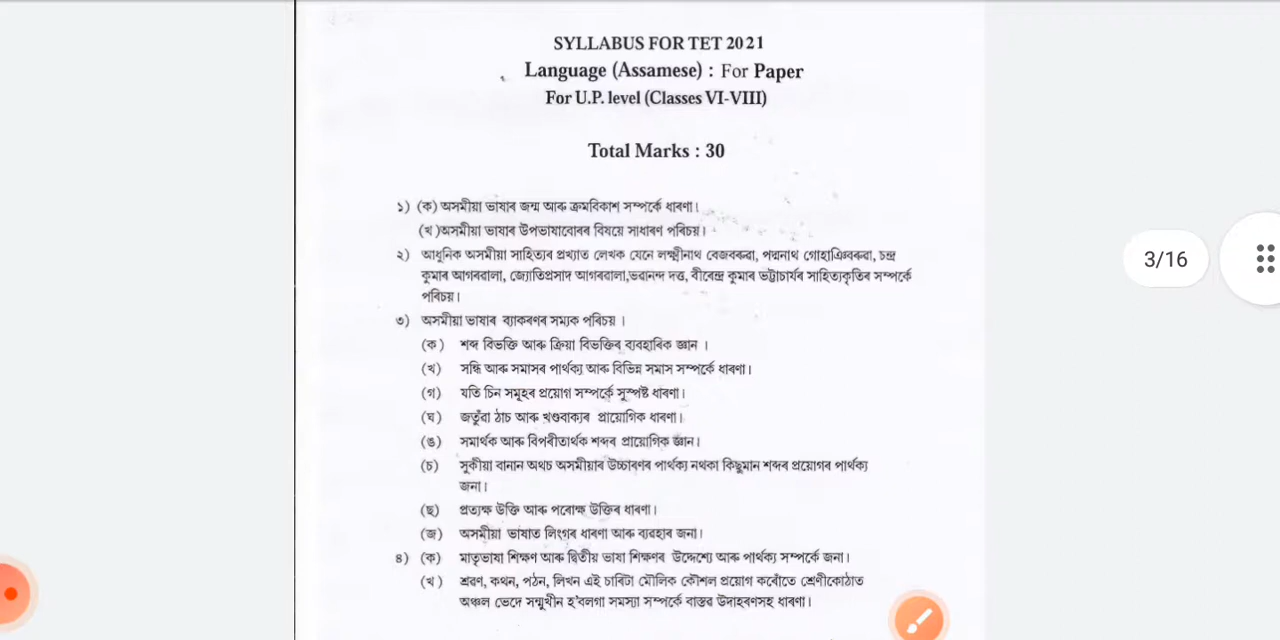 SYLLABUS FOR TET 2021
Language (Assamese) : For Paper
For U.P. level (Classes VI-VIII)
Total Marks : 30
১) (ক) অসমীয়া ভাষাৰ জন্ম আৰু ক্ৰমবিকাশ সম্পৰ্কে ধাৰণা।
(খ) অসমীয়া ভাষাৰ উপভাষাবোৰৰ বিষয়ে সাধাৰণ পৰিচয়।
২) আধুনিক অসমীয়া সাহিত্যৰ প্ৰখ্যাত লেখক যেনে লক্ষ্মীনাথ বেজবৰুৱা, পদ্মনাথ গোহাঞিবৰুৱা, চন্দ্ৰ
কুমাৰ আগৰৱালা, জ্যোতিপ্ৰসাদ আগৰৱালা,ভৱানন্দ দত্ত, বীৰেন্দ্ৰ কুমাৰ ভট্টাচাৰ্যৰ সাহিত্যকৃতিৰ সম্পৰ্কে
পৰিচয়।
3/16
৩) অসমীয়া ভাষাৰ ব্যাকৰণৰ সম্যক পৰিচয় ।
(ক) শব্দ বিভক্তি আৰু ক্ৰিয়া বিভক্তিৰ ব্যৱহাৰিক জ্ঞান ।
(খ) সন্ধি আৰু সমাসৰ পাৰ্থক্য আৰু বিভিন্ন সমাস সম্পৰ্কে ধাৰণা।
(গ) যতি চিন সমূহৰ প্ৰয়োগ সম্পৰ্কে সুস্পষ্ট ধাৰণা।
(ঘ) জতুঁৱা ঠাচ আৰু খণ্ডবাক্যৰ প্ৰায়োগিক ধাৰণা।
(ঙ) সমাৰ্থক আৰু বিপৰীতাৰ্থক শব্দৰ প্ৰায়োগিক জ্ঞান।
(চ) সুকীয়া বানান অথচ অসমীয়াৰ উচ্চাৰণৰ পাৰ্থক্য নথকা কিছুমান শব্দৰ প্ৰয়োগৰ পাৰ্থক্য
জনা।
(ছ) প্ৰত্যক্ষ উক্তি আৰু পৰোক্ষ উক্তিৰ ধাৰণা।
(জ) অসমীয়া ভাষাত লিংগৰ ধাৰণা আৰু ব্যৱহাৰ জনা।
৪) (ক) মাতৃভাষা শিক্ষণ আৰু দ্বিতীয় ভাষা শিক্ষণৰ উদ্দেশ্যে আৰু পাৰ্থক্য সম্পৰ্কে জনা।
(খ) শ্ৰৱণ, কথন, পঠন, লিখন এই চাৰিটা মৌলিক কৌশল প্ৰয়োগ কৰোঁতে শ্ৰেণীকোঠাত
অঞ্চল ভেদে সন্মুখীন হ'বলগা সমস্যা সম্পৰ্কে বাস্তৱ উদাহৰণসহ ধাৰণা।